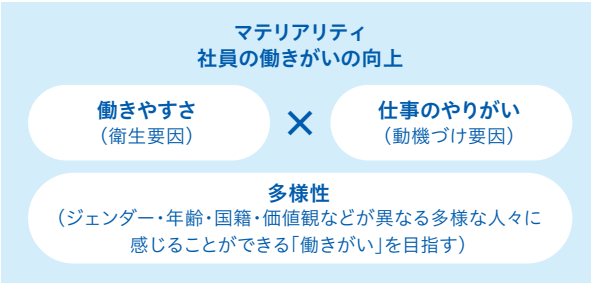 マテリアリティ
社員の働きがいの向上
働きやすさ
（衛生要因）
×
仕事のやりがい
（動機づけ要因）
多様性
（ジェンダー・年齢・国籍・価値観などが異なる多様な人々に
感じることができる「働きがい」を目指す）